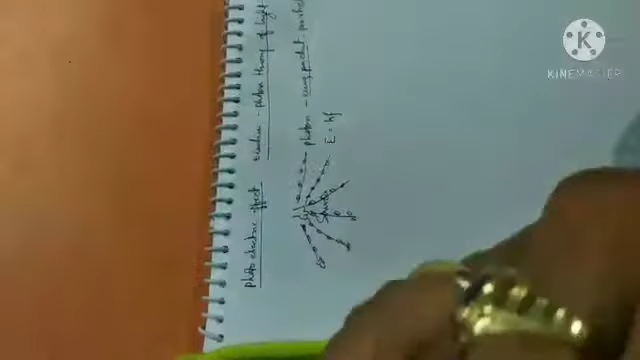 Photo electric effect Einstein - photon theory of light
photon - energy packet
E = hf
KINEMASTER